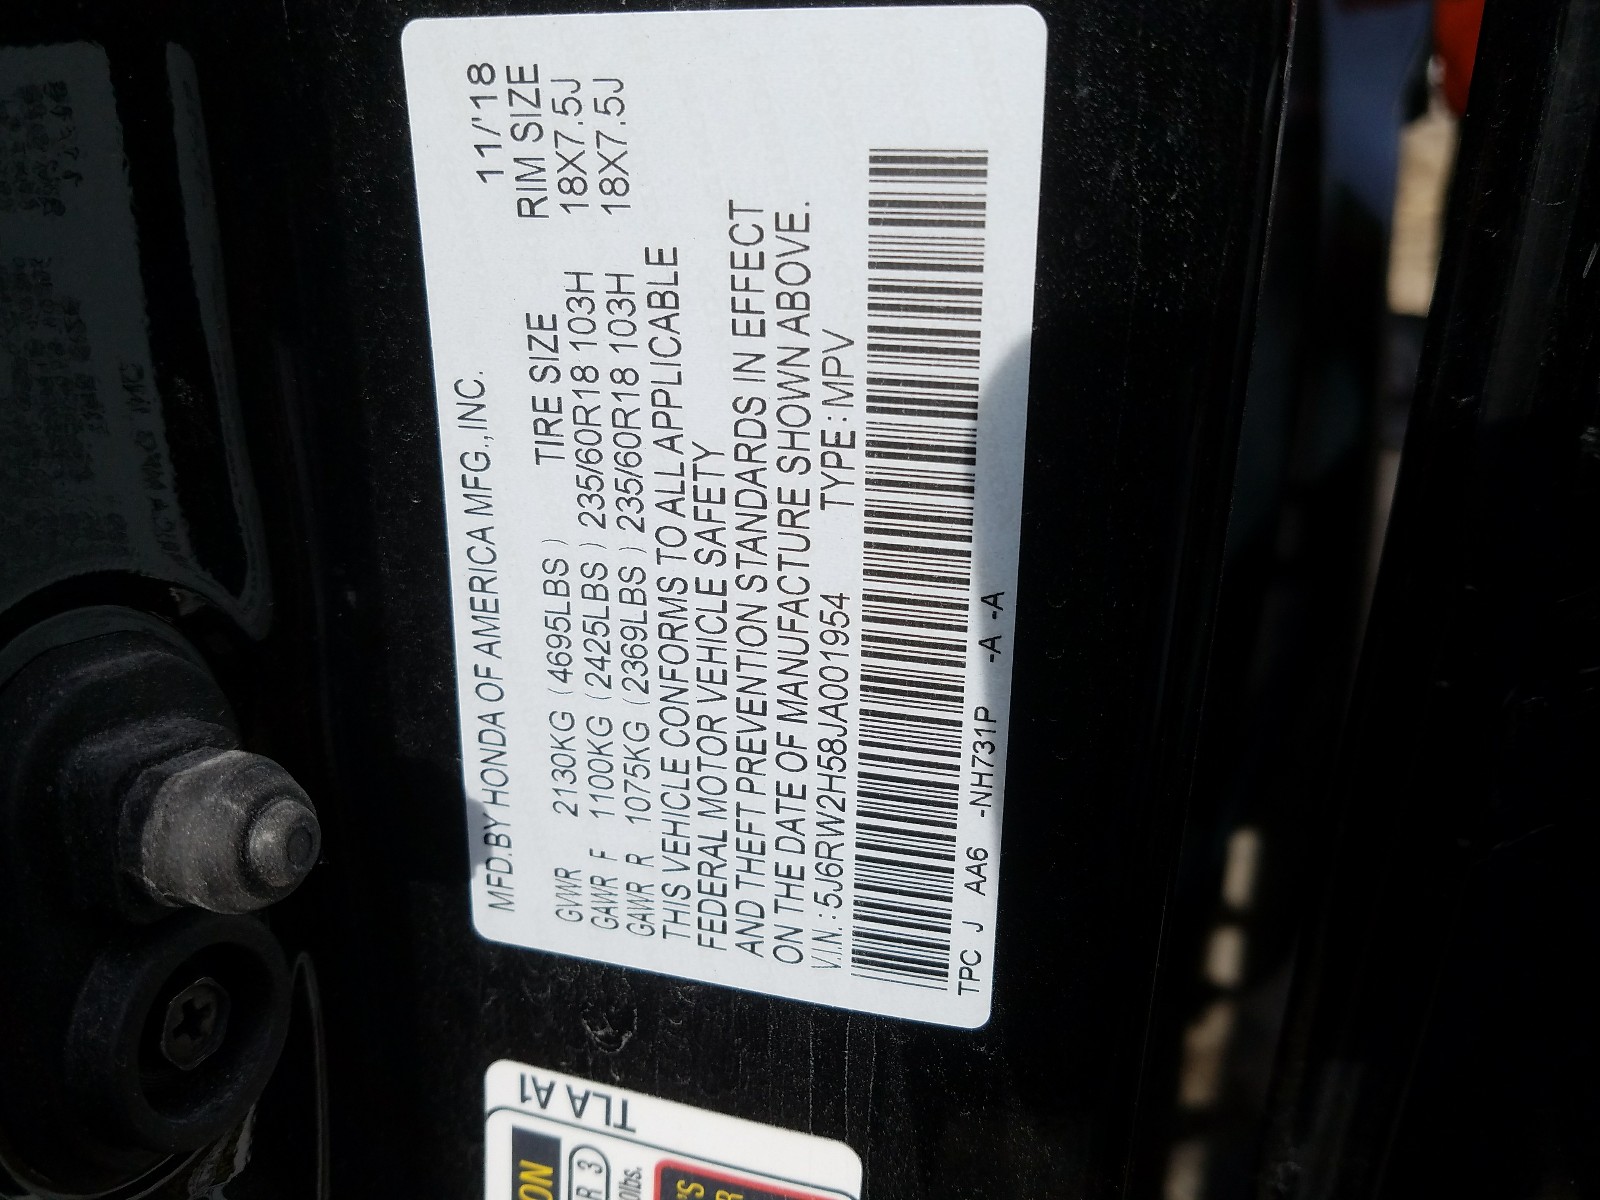 MFD.BY HONDA OF AMERICA MFG.,INC. 11/'18
TIRE SIZE RIM SIZE
GVWR 2130KG (4695LBS)
GAWR F 1100KG (2425LBS) 235/60R18 103H 18X7.5J
GAWR R 1075KG (2369LBS) 235/60R18 103H 18X7.5J
THIS VEHICLE CONFORMS TO ALL APPLICABLE
FEDERAL MOTOR VEHICLE SAFETY
AND THEFT PREVENTION STANDARDS IN EFFECT
ON THE DATE OF MANUFACTURE SHOWN ABOVE.
V.I.N.: 5J6RW2H58JA001954 TYPE: MPV
TPC J AA6 -NH731P -A -A
TLA A1
ON
R 3
0lbs.
'S
R